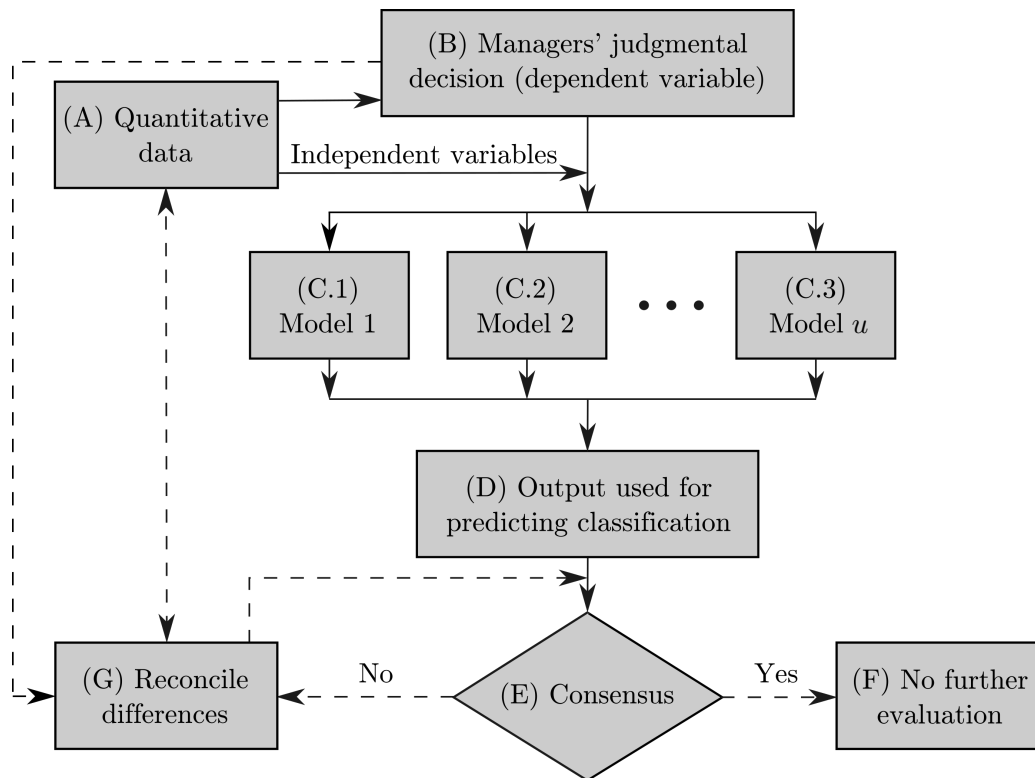 (B) Managers’ judgmental
decision (dependent variable)
(A) Quantitative
data
Independent variables
(C.1)
Model 1
(C.2)
Model 2
(C.3)
Model u
(D) Output used for
predicting classification
(G) Reconcile
differences
No
(E) Consensus
Yes
(F) No further
evaluation